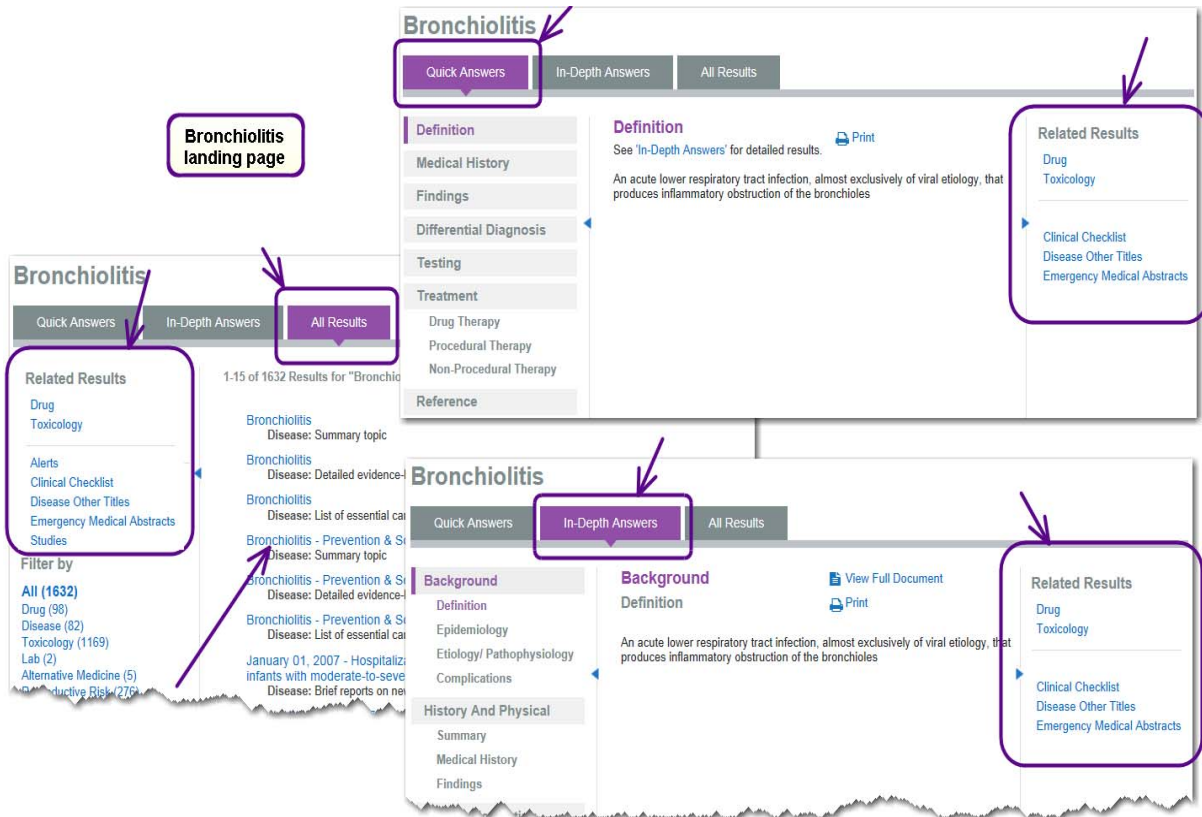 Bronchiolitis
Quick Answers
In-Depth Answers
All Results
Definition
Medical History
Findings
Differential Diagnosis
Testing
Treatment
Drug Therapy
Procedural Therapy
Non-Procedural Therapy
Reference
Definition
Print
See 'In-Depth Answers' for detailed results.
An acute lower respiratory tract infection, almost exclusively of viral etiology, that
produces inflammatory obstruction of the bronchioles
Related Results
Drug
Toxicology
Clinical Checklist
Disease Other Titles
Emergency Medical Abstracts
Bronchiolitis
landing page
Bronchiolitis
Quick Answers
In-Depth Answers
All Results
Related Results
Drug
Toxicology
Alerts
Clinical Checklist
Disease Other Titles
Emergency Medical Abstracts
Studies
Filter by
All (1632)
Drug (98)
Disease (82)
Toxicology (1169)
Lab (2)
Alternative Medicine (5)
Risk (276)
1-15 of 1632 Results for "Bronchio
Bronchiolitis
Disease: Summary topic
Bronchiolitis
Disease: Detailed evidence-
Bronchiolitis
Disease: List of essential car
Bronchiolitis - Prevention & Sc
Disease: Summary topic
Bronchiolitis - Prevention & Sc
Disease: Detailed evidence-
Bronchiolitis - Prevention & Sc
Disease: List of essential car
January 01, 2007 - Hospitaliza
infants with moderate-to-seve
Disease: Brief reports on new
Bronchiolitis
Quick Answers
In-Depth Answers
All Results
Background
Definition
Epidemiology
Etiology/ Pathophysiology
Complications
History And Physical
Summary
Medical History
Findings
Background
View Full Document
Definition
Print
An acute lower respiratory tract infection, almost exclusively of viral etiology, that
produces inflammatory obstruction of the bronchioles
Related Results
Drug
Toxicology
Clinical Checklist
Disease Other Titles
Emergency Medical Abstracts